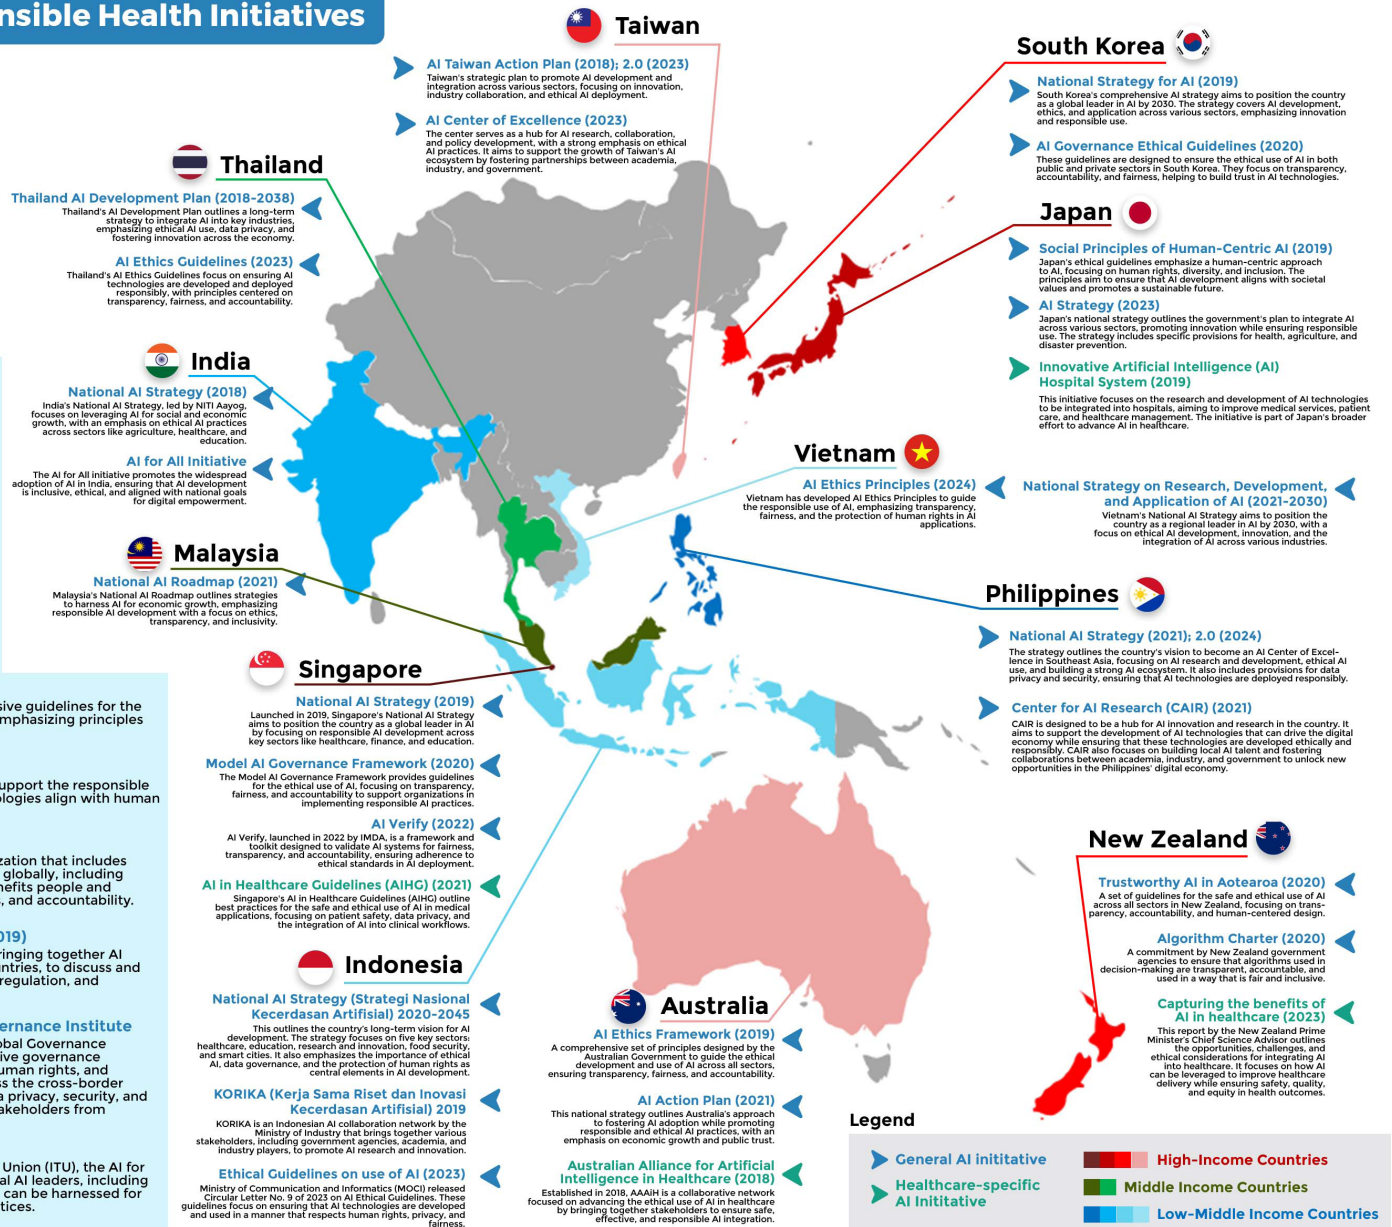 nsible Health Initiatives
Taiwan
AI Taiwan Action Plan (2018); 2.0 (2023)
Taiwan's strategic plan to promote AI development and
integration across various sectors, focusing on innovation,
industry collaboration, and ethical AI deployment.
AI Center of Excellence (2023)
The center serves as a hub for AI research, collaboration,
and policy development, with a strong emphasis on ethical
AI practices. It aims to support the growth of Taiwan's AI
ecosystem by fostering partnerships between academia,
industry, and government.
South Korea
National Strategy for AI (2019)
South Korea's comprehensive AI strategy aims to position the country
as a global leader in AI by 2030. The strategy covers AI development,
ethics, and application across various sectors, emphasizing innovation
and responsible use.
AI Governance Ethical Guidelines (2020)
These guidelines are designed to ensure the ethical use of AI in both
public and private sectors in South Korea. They focus on transparency,
accountability, and fairness, helping to build trust in AI technologies.
Thailand
Thailand AI Development Plan (2018-2038)
Thailand's AI Development Plan outlines a long-term
strategy to integrate AI into key industries,
emphasizing ethical AI use, data privacy, and
fostering innovation across the economy.
AI Ethics Guidelines (2023)
Thailand's AI Ethics Guidelines focus on ensuring AI
technologies are developed and deployed
responsibly, with principles centered on
transparency, fairness, and accountability.
Japan
Social Principles of Human-Centric AI (2019)
Japan's ethical guidelines emphasize a human-centric approach
to AI, focusing on human rights, diversity, and inclusion. The
principles aim to ensure that AI development aligns with societal
values and promotes a sustainable future.
AI Strategy (2023)
Japan's national strategy outlines the government's plan to integrate AI
across various sectors, promoting innovation while ensuring responsible
use. The strategy includes specific provisions for health, agriculture, and
disaster prevention.
Innovative Artificial Intelligence (AI)
Hospital System (2019)
This initiative focuses on the research and development of AI technologies
to be integrated into hospitals, aiming to improve medical services, patient
care, and healthcare management. The initiative is part of Japan's broader
effort to advance AI in healthcare.
India
National AI Strategy (2018)
India's National AI Strategy, led by NITI Aayog,
focuses on leveraging AI for social and economic
growth, with an emphasis on ethical AI practices
across sectors like agriculture, healthcare, and
education.
AI for All Initiative
The AI for All initiative promotes the widespread
adoption of AI in India, ensuring that AI development
is inclusive, ethical, and aligned with national goals
for digital empowerment.
Vietnam
AI Ethics Principles (2024)
Vietnam has developed AI Ethics Principles to guide
the responsible use of AI, emphasizing transparency,
fairness, and the protection of human rights in AI
applications.
National Strategy on Research, Development,
and Application of AI (2021-2030)
Vietnam's National AI Strategy aims to position the
country as a regional leader in AI by 2030, with a
focus on ethical AI development, innovation, and the
integration of AI across various industries.
Malaysia
National AI Roadmap (2021)
Malaysia's National AI Roadmap outlines strategies
to harness AI for economic growth, emphasizing
responsible AI development with a focus on ethics,
transparency, and inclusivity.
Philippines
National AI Strategy (2021); 2.0 (2024)
The strategy outlines the country's vision to become an AI Center of Excel-
lence in Southeast Asia, focusing on AI research and development, ethical AI
use, and building a strong AI ecosystem. It also includes provisions for data
privacy and security, ensuring that AI technologies are deployed responsibly.
Center for AI Research (CAIR) (2021)
CAIR is designed to be a hub for AI innovation and research in the country. It
aims to support the development of AI technologies that can drive the digital
economy while ensuring that these technologies are developed ethically and
responsibly. CAIR also focuses on building local AI talent and fostering
collaborations between academia, industry, and government to unlock new
opportunities in the Philippines' digital economy.
Singapore
National AI Strategy (2019)
Launched in 2019, Singapore's National AI Strategy
aims to position the country as a global leader in AI
by focusing on responsible AI development across
key sectors like healthcare, finance, and education.
Model AI Governance Framework (2020)
The Model AI Governance Framework provides guidelines
for the ethical use of AI, focusing on transparency,
fairness, and accountability to support organizations in
implementing responsible AI practices.
AI Verify (2022)
AI Verify, launched in 2022 by IMDA, is a framework and
toolkit designed to validate AI systems for fairness,
transparency, and accountability, ensuring adherence to
ethical standards in AI deployment.
AI in Healthcare Guidelines (AIHG) (2021)
Singapore's AI in Healthcare Guidelines (AIHG) outline
best practices for the safe and ethical use of AI in medical
applications, focusing on patient safety, data privacy, and
the integration of AI into clinical workflows.
sive guidelines for the
mphasizing principles
upport the responsible
ologies align with human
zation that includes
globally, including
nefits people and
, and accountability.
019)
ringing together AI
ntries, to discuss and
regulation, and
ernance Institute
obal Governance
ive governance
uman rights, and
ss the cross-border
a privacy, security, and
akeholders from
Union (ITU), the AI for
al AI leaders, including
can be harnessed for
tices.
Indonesia
National AI Strategy (Strategi Nasional
Kecerdasan Artifisial) 2020-2045
This outlines the country's long-term vision for AI
development. The strategy focuses on five key sectors:
healthcare, education, research and innovation, food security,
and smart cities. It also emphasizes the importance of ethical
AI, data governance, and the protection of human rights as
central elements in AI development.
KORIKA (Kerja Sama Riset dan Inovasi
Kecerdasan Artifisial) 2019
KORIKA is an Indonesian AI collaboration network by the
Ministry of Industry that brings together various
stakeholders, including government agencies, academia, and
industry players, to promote AI research and innovation.
Ethical Guidelines on use of AI (2023)
Ministry of Communication and Informatics (MOCI) released
Circular Letter No. 9 of 2023 on AI Ethical Guidelines. These
guidelines focus on ensuring that AI technologies are developed
and used in a manner that respects human rights, privacy, and
fairness.
Australia
AI Ethics Framework (2019)
A comprehensive set of principles designed by the
Australian Government to guide the ethical
development and use of AI across all sectors,
ensuring transparency, fairness, and accountability.
AI Action Plan (2021)
This national strategy outlines Australia's approach
to fostering AI adoption while promoting
responsible and ethical AI practices, with an
emphasis on economic growth and public trust.
Australian Alliance for Artificial
Intelligence in Healthcare (2018)
Established in 2018, AAAiH is a collaborative network
focused on advancing the ethical use of AI in healthcare
by bringing together stakeholders to ensure safe,
effective, and responsible AI integration.
New Zealand
Trustworthy AI in Aotearoa (2020)
A set of guidelines for the safe and ethical use of AI
across all sectors in New Zealand, focusing on trans-
parency, accountability, and human-centered design.
Algorithm Charter (2020)
A commitment by New Zealand government
agencies to ensure that algorithms used in
decision-making are transparent, accountable, and
used in a way that is fair and inclusive.
Capturing the benefits of
AI in healthcare (2023)
This report by the New Zealand Prime
Minister's Chief Science Advisor outlines
the opportunities, challenges, and
ethical considerations for integrating AI
into healthcare. It focuses on how AI
can be leveraged to improve healthcare
delivery while ensuring safety, quality,
and equity in health outcomes.
Legend
General AI inititative
Healthcare-specific
AI Inititative
High-Income Countries
Middle Income Countries
Low-Middle Income Countries